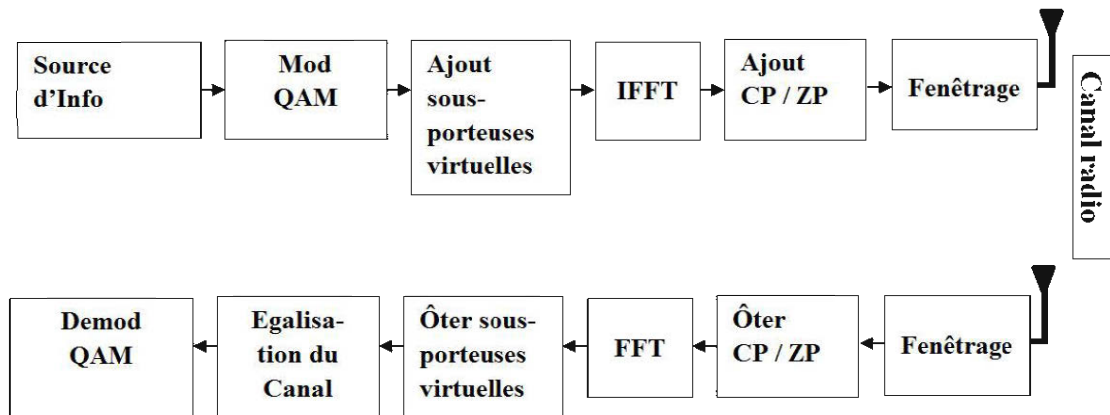 Source
d'Info
Mod
QAM
Ajout
sous-
porteuses
virtuelles
IFFT
Ajout
CP / ZP
Fenêtrage
Canal radio
Demod
QAM
Egalisa-
tion du
Canal
Ôter sous-
porteuses
virtuelles
FFT
Ôter
CP / ZP
Fenêtrage